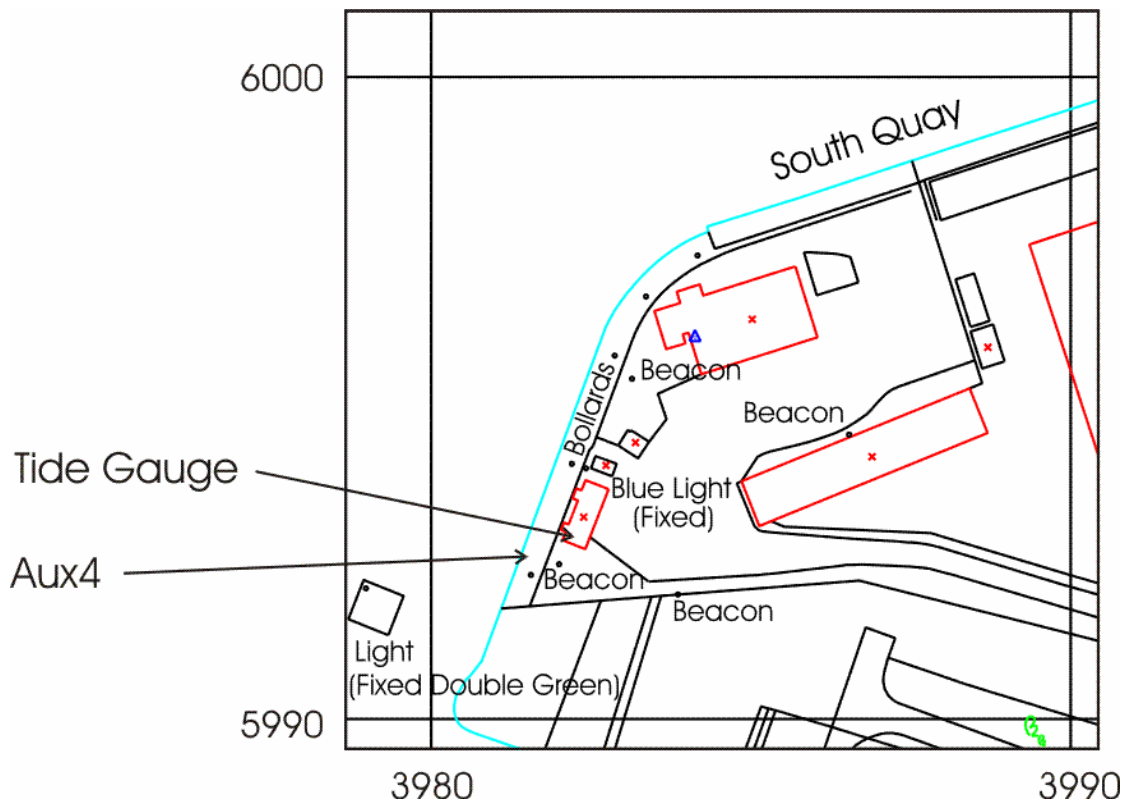 6000
South Quay
Beacon
Bollards
Beacon
Tide Gauge
Blue Light
(Fixed)
Aux4
Beacon
Beacon
Light
(Fixed Double Green)
5990
3980
3990